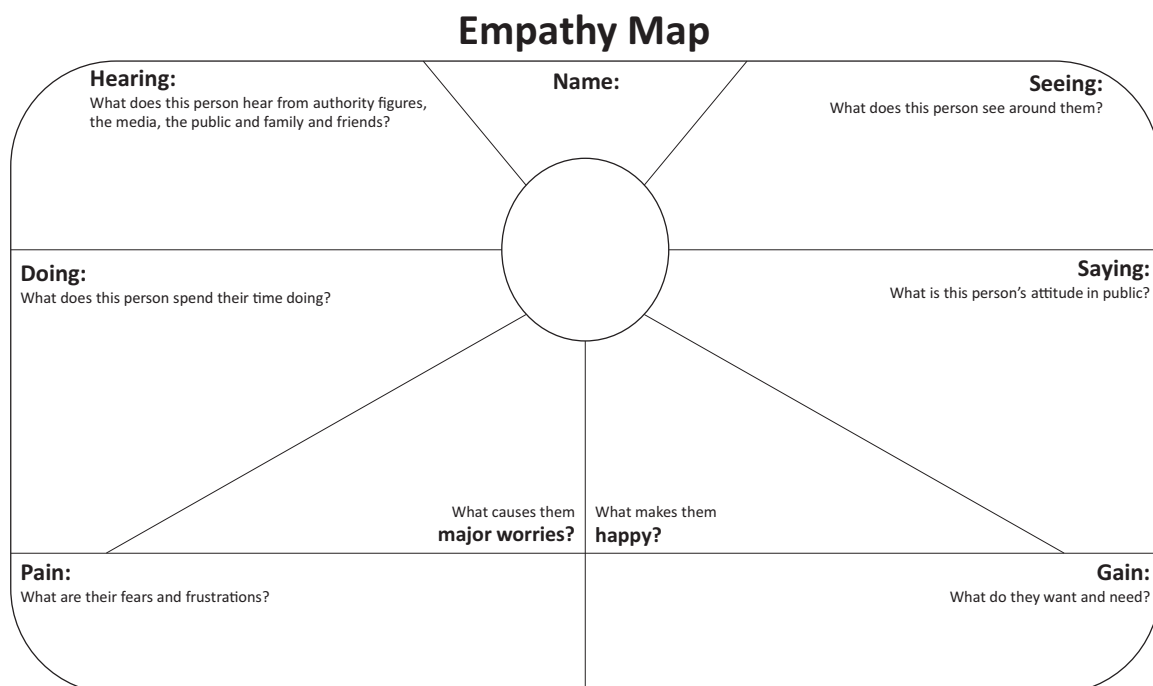 Empathy Map
Hearing:
What does this person hear from authority figures,
the media, the public and family and friends?
Name:
Seeing:
What does this person see around them?
Doing:
What does this person spend their time doing?
Saying:
What is this person’s attitude in public?
What causes them
major worries?
What makes them
happy?
Pain:
What are their fears and frustrations?
Gain:
What do they want and need?